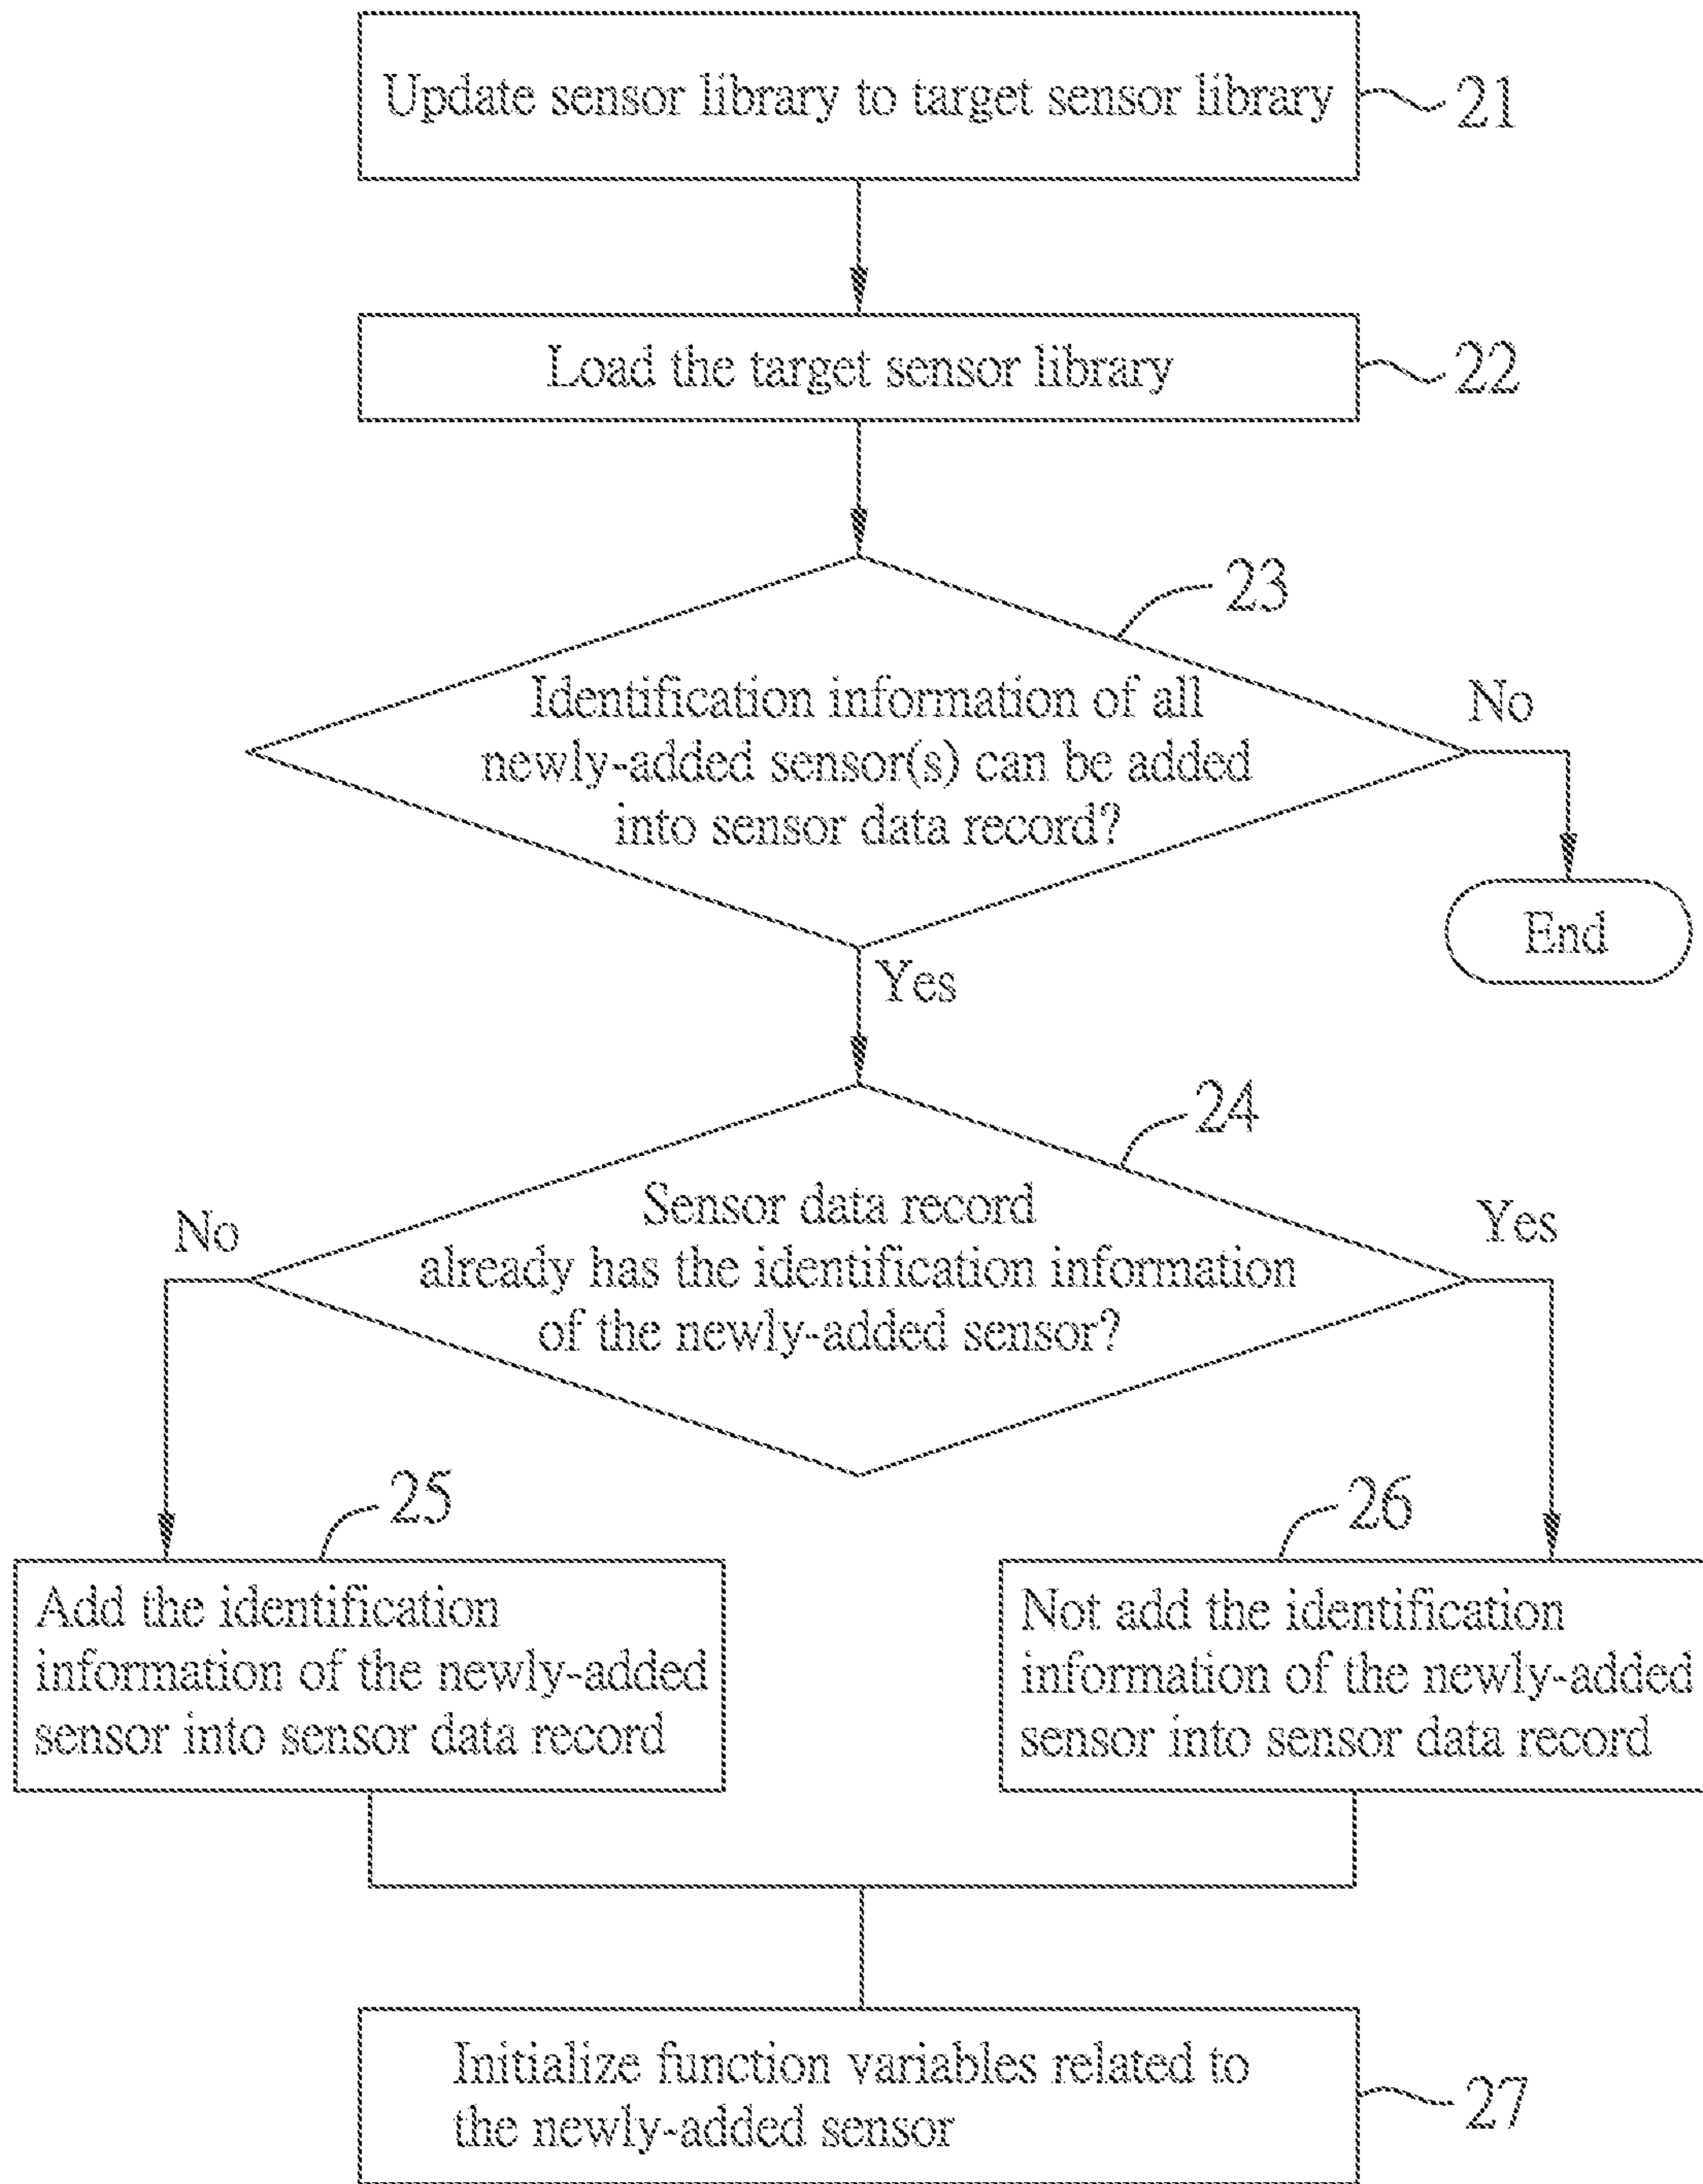 Update sensor library to target sensor library
21
Load the target sensor library
22
23
Identification information of all
newly-added sensor(s) can be added
into sensor data record?
No
End
Yes
24
Sensor data record
already has the identification information
of the newly-added sensor?
No
Yes
25
Add the identification
information of the newly-added
sensor into sensor data record
26
Not add the identification
information of the newly-added
sensor into sensor data record
Initialize function variables related to
the newly-added sensor
27